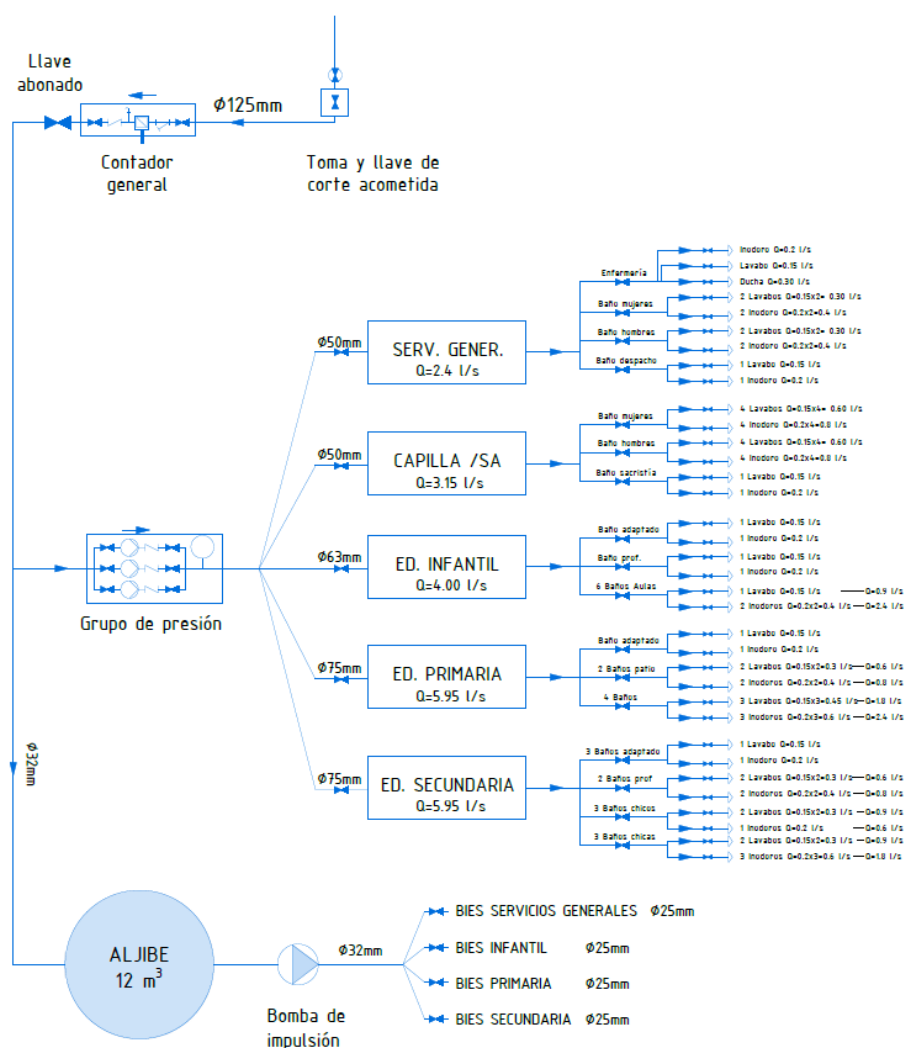 Llave
abonado
Ø125mm
Contador
general
Toma y llave de
corte acometida
Ø50mm
SERV. GENER.
Q=2.4 l/s
Enfermería
Inodoro Q=0.2 l/s
Lavabo Q=0.15 l/s
Ducha Q=0.30 l/s
Baño mujeres
2 Lavabos Q=0.15x2= 0.30 l/s
2 Inodoro Q=0.2x2=0.4 l/s
Baño hombres
2 Lavabos Q=0.15x2= 0.30 l/s
2 Inodoro Q=0.2x2=0.4 l/s
Baño despacho
1 Lavabo Q=0.15 l/s
1 Inodoro Q=0.2 l/s
Ø50mm
CAPILLA /SA
Q=3.15 l/s
Baño mujeres
4 Lavabos Q=0.15x4= 0.60 l/s
4 Inodoro Q=0.2x4=0.8 l/s
Baño hombres
4 Lavabos Q=0.15x4= 0.60 l/s
4 Inodoro Q=0.2x4=0.8 l/s
Baño sacristía
1 Lavabo Q=0.15 l/s
1 Inodoro Q=0.2 l/s
Grupo de presión
Ø63mm
ED. INFANTIL
Q=4.00 l/s
Baño adaptado
1 Lavabo Q=0.15 l/s
1 Inodoro Q=0.2 l/s
Baño prof.
1 Lavabo Q=0.15 l/s
1 Inodoro Q=0.2 l/s
6 Baños Aulas
1 Lavabo Q=0.15 l/s Q=0.9 l/s
2 Inodoros Q=0.2x2=0.4 l/s Q=2.4 l/s
Ø75mm
ED. PRIMARIA
Q=5.95 l/s
Baño adaptado
1 Lavabo Q=0.15 l/s
1 Inodoro Q=0.2 l/s
2 Baños patio
2 Lavabos Q=0.15x2=0.3 l/s Q=0.6 l/s
2 Inodoros Q=0.2x2=0.4 l/s Q=0.8 l/s
4 Baños
3 Lavabos Q=0.15x3=0.45 l/s Q=1.8 l/s
3 Inodoros Q=0.2x3=0.6 l/s Q=2.4 l/s
Ø75mm
ED. SECUNDARIA
Q=5.95 l/s
3 Baños adaptado
1 Lavabo Q=0.15 l/s
1 Inodoro Q=0.2 l/s
2 Baños prof
2 Lavabos Q=0.15x2=0.3 l/s Q=0.6 l/s
2 Inodoros Q=0.2x2=0.4 l/s Q=0.8 l/s
3 Baños chicos
2 Lavabos Q=0.15x2=0.3 l/s Q=0.9 l/s
1 Inodoros Q=0.2 l/s Q=0.6 l/s
3 Baños chicas
2 Lavabos Q=0.15x2=0.3 l/s Q=0.9 l/s
3 Inodoros Q=0.2x3=0.6 l/s Q=1.8 l/s
Ø32mm
ALJIBE
12 m³
Bomba de
impulsión
Ø32mm
BIES SERVICIOS GENERALES Ø25mm
BIES INFANTIL Ø25mm
BIES PRIMARIA Ø25mm
BIES SECUNDARIA Ø25mm